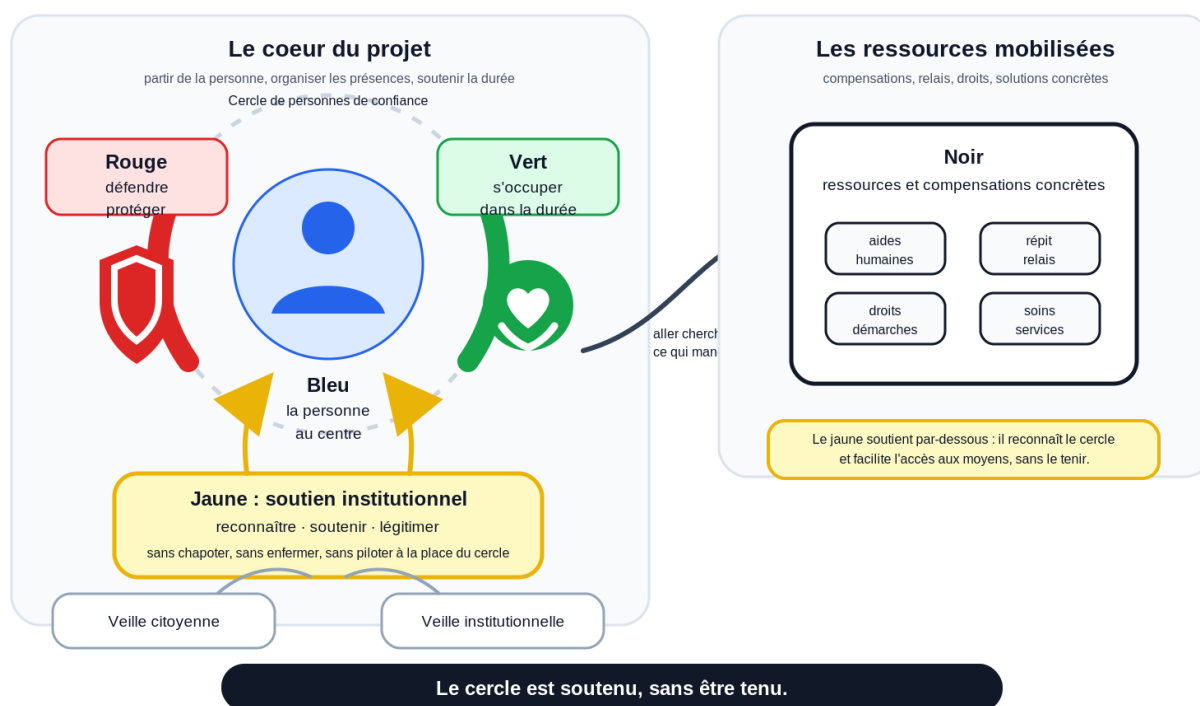 Le coeur du projet
partir de la personne, organiser les présences, soutenir la durée
Cercle de personnes de confiance
Rouge
défendre
protéger
Vert
s'occuper
dans la durée
Bleu
la personne
au centre
Jaune : soutien institutionnel
reconnaître · soutenir · légitimer
sans chapoter, sans enfermer, sans piloter à la place du cercle
Veille citoyenne
Veille institutionnelle
aller cherch
ce qui man
Les ressources mobilisées
compensations, relais, droits, solutions concrètes
Noir
ressources et compensations concrètes
aides
humaines
répit
relais
droits
démarches
soins
services
Le jaune soutient par-dessous : il reconnaît le cercle
et facilite l'accès aux moyens, sans le tenir.
Le cercle est soutenu, sans être tenu.